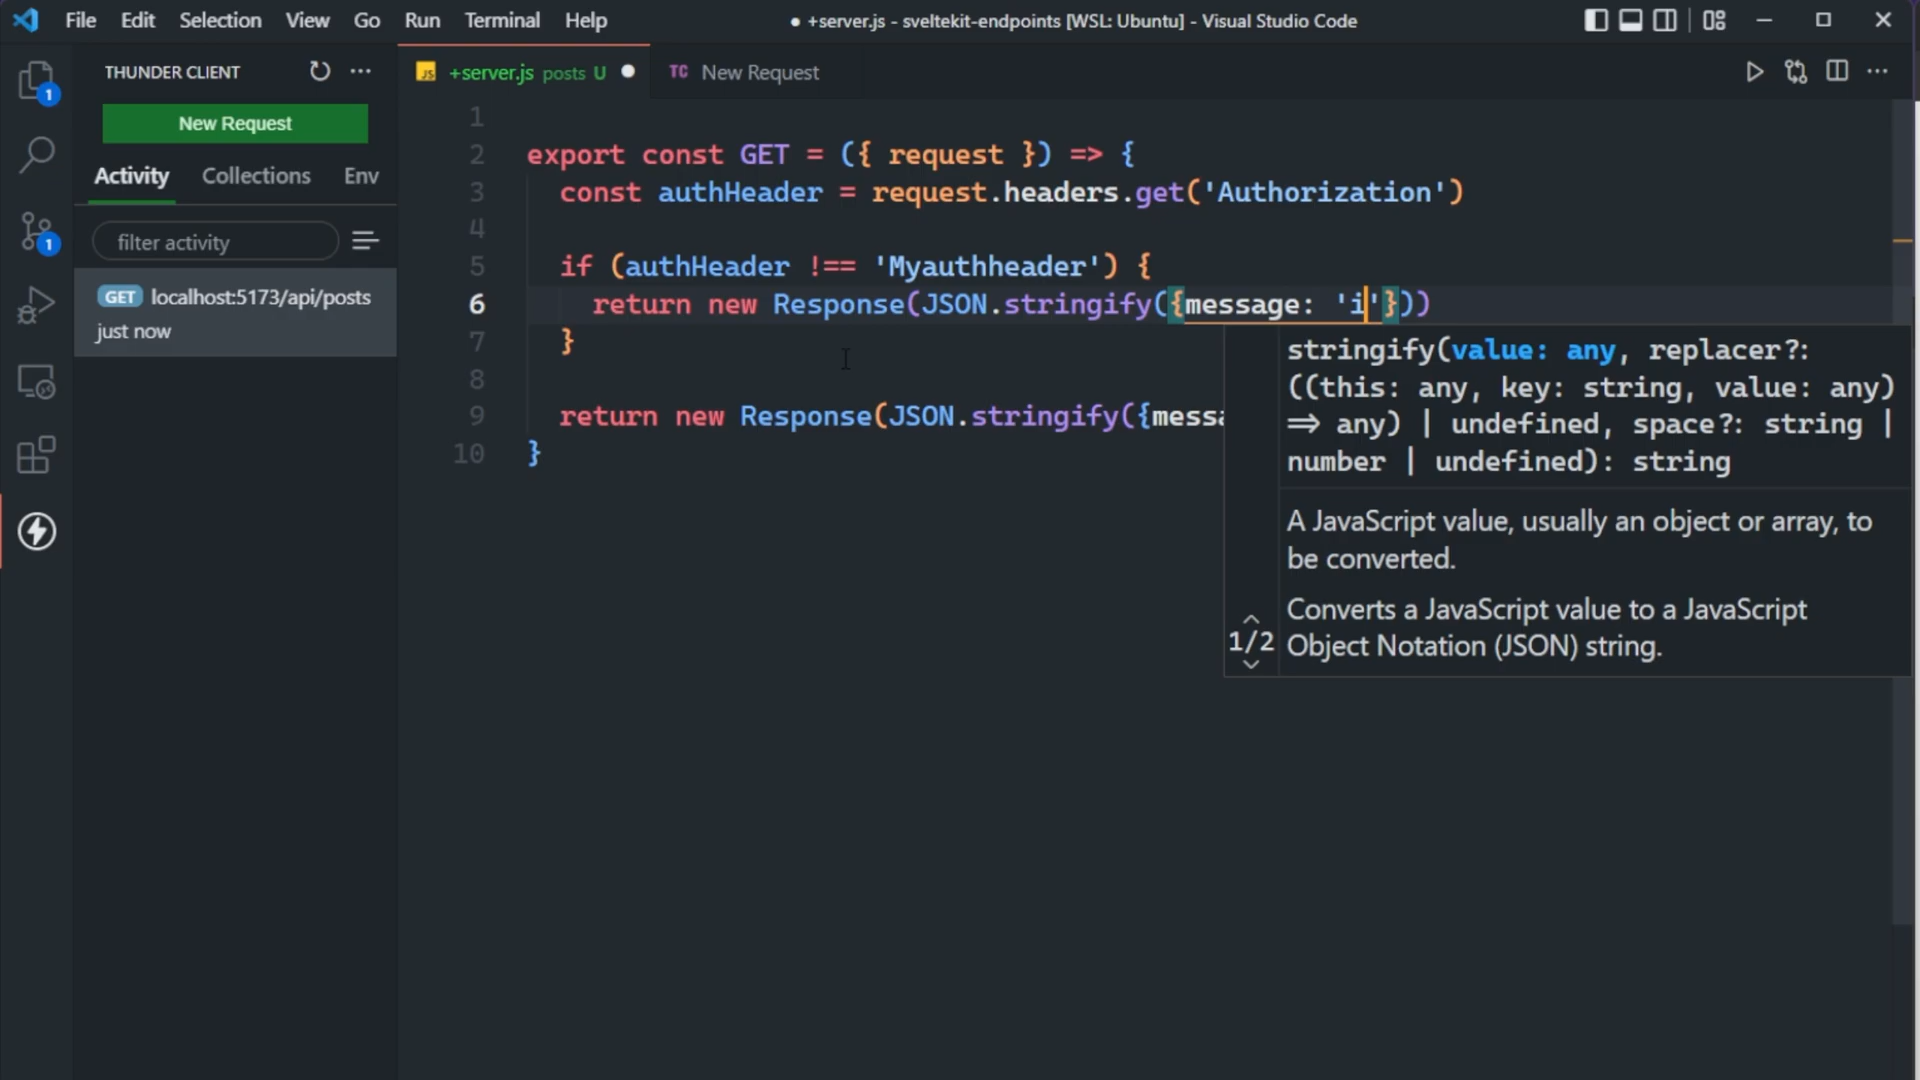 File Edit Selection View Go Run Terminal Help
● +server.js - sveltekit-endpoints [WSL: Ubuntu] - Visual Studio Code
THUNDER CLIENT
New Request
Activity Collections Env
filter activity
GET localhost:5173/api/posts
just now
1
1
JS +server.js posts U
TC New Request
1
2 export const GET = ({ request }) => {
3 const authHeader = request.headers.get('Authorization')
4
5 if (authHeader !== 'Myauthheader') {
6 return new Response(JSON.stringify({message: 'i'}))
7 }
8
9 return new Response(JSON.stringify({messa
10 }
stringify(value: any, replacer?:
((this: any, key: string, value: any)
=> any) | undefined, space?: string |
number | undefined): string
A JavaScript value, usually an object or array, to
be converted.
1/2
Converts a JavaScript value to a JavaScript
Object Notation (JSON) string.